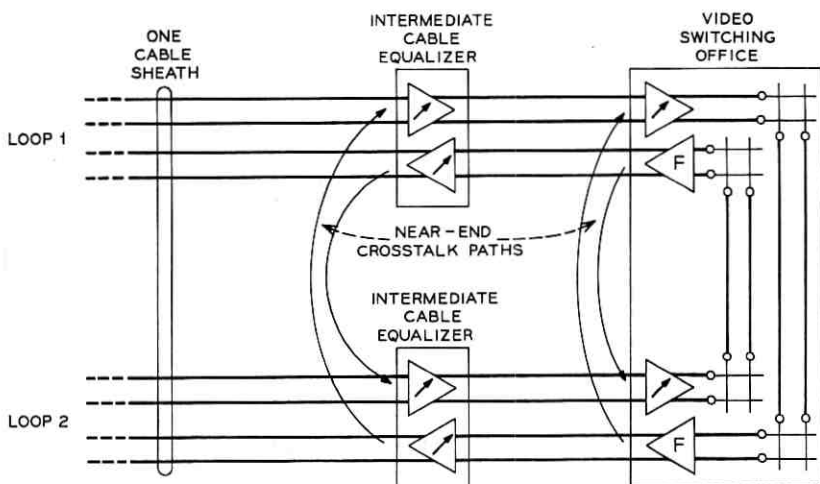 ONE
CABLE
SHEATH
INTERMEDIATE
CABLE
EQUALIZER
VIDEO
SWITCHING
OFFICE
LOOP 1
F
NEAR-END
CROSSTALK PATHS
INTERMEDIATE
CABLE
EQUALIZER
LOOP 2
F